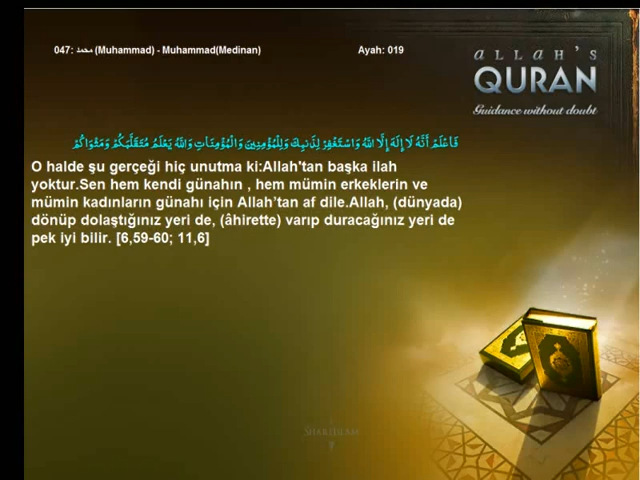 047: محمد (Muhammad) - Muhammad(Medinan) Ayah: 019
ALLAH'S
QURAN
Guidance without doubt
فَاعْلَمْ أَنَّهُ لَا إِلَهَ إِلَّا اللَّهُ وَاسْتَغْفِرْ لِذَنبِكَ وَلِلْمُؤْمِنِينَ وَالْمُؤْمِنَاتِ وَاللَّهُ يَعْلَمُ مُتَقَلَّبَكُمْ وَمَثْوَاكُمْ
O halde şu gerçeği hiç unutma ki:Allah'tan başka ilah
yoktur.Sen hem kendi günahın , hem mümin erkeklerin ve
mümin kadınların günahı için Allah'tan af dile.Allah, (dünyada)
dönüp dolaştığınız yeri de, (âhirette) varıp duracağınız yeri de
pek iyi bilir. [6,59-60; 11,6]